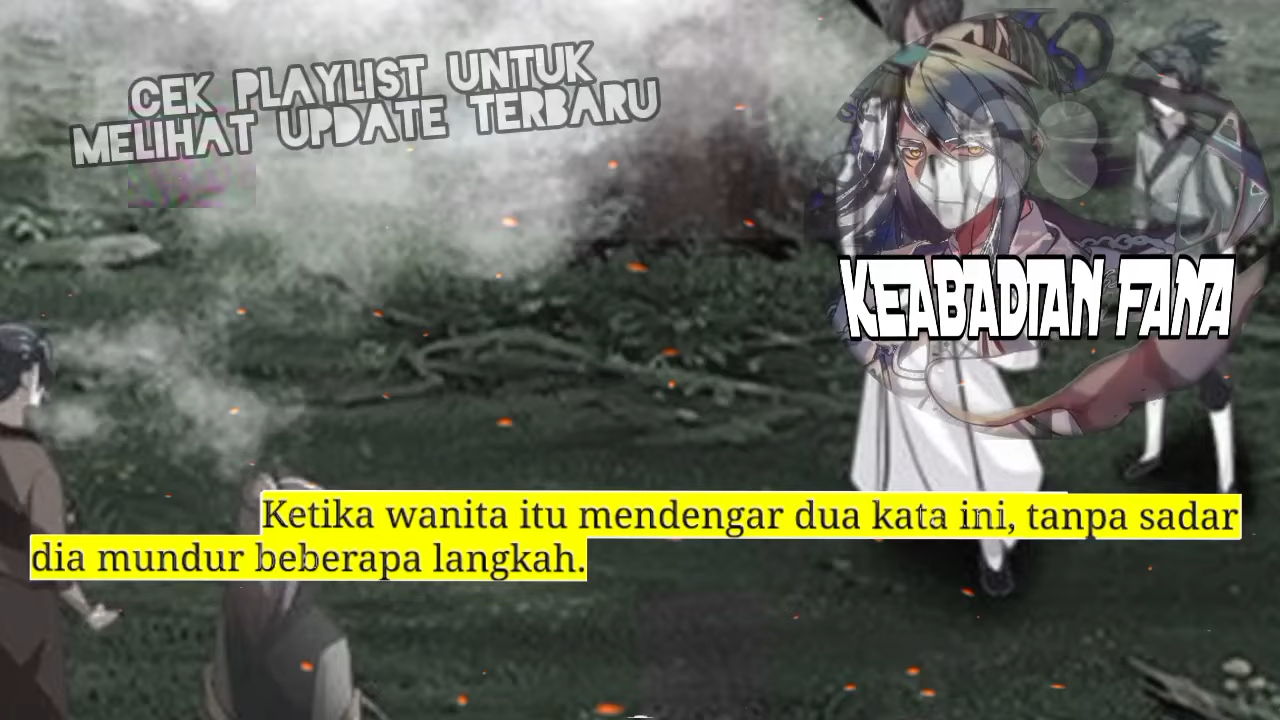 CEK PLAYLIST UNTUK
MELIHAT UPDATE TERBARU
KEABADIAN FANA
Ketika wanita itu mendengar dua kata ini, tanpa sadar
dia mundur beberapa langkah.